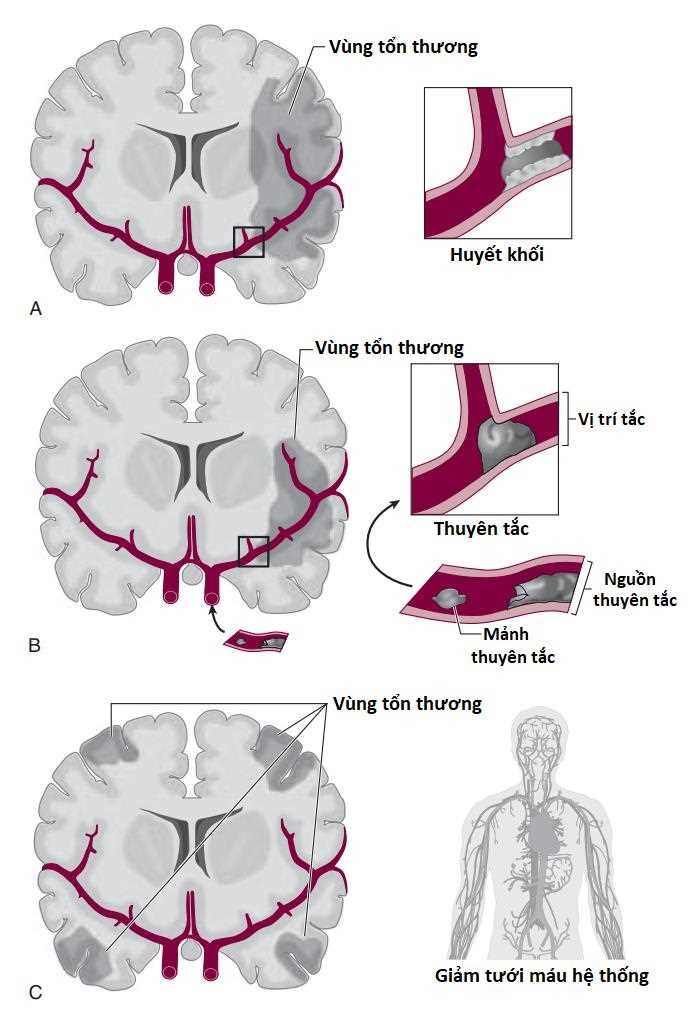 Vùng tổn thương
Huyết khối
A
Vùng tổn thương
Vị trí tắc
Thuyên tắc
Nguồn
thuyên tắc
Mảnh
thuyên tắc
B
Vùng tổn thương
Giảm tưới máu hệ thống
C